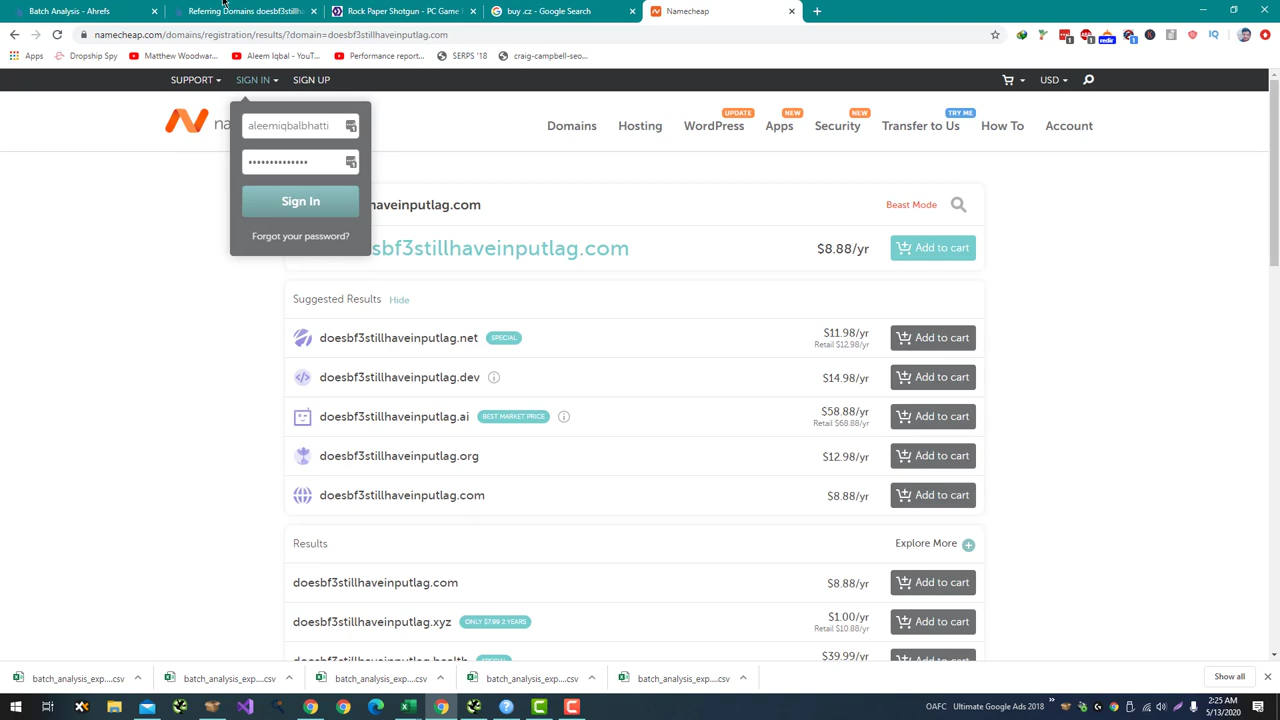 Batch Analysis - Ahrefs
Referring Domains doesbf3stillh
Rock Paper Shotgun - PC Game
buy .cz - Google Search
Namecheap
namecheap.com/domains/registration/results/?domain=doesbf3stillhaveinputlag.com
Apps
Dropship Spy
Matthew Woodwar...
Aleem Iqbal - YouT...
Performance report...
SERPS '18
craig-campbell-seo...
SUPPORT
SIGN IN
SIGN UP
USD
aleemiqbalbhatti
••••••••••••••
Sign In
Forgot your password?
UPDATE
NEW
NEW
TRY ME
Domains
Hosting
WordPress
Apps
Security
Transfer to Us
How To
Account
haveinputlag.com
Beast Mode
sbf3stillhaveinputlag.com
$8.88/yr
Add to cart
Suggested Results
Hide
doesbf3stillhaveinputlag.net
SPECIAL
$11.98/yr
Retail $12.98/yr
Add to cart
doesbf3stillhaveinputlag.dev
$14.98/yr
Add to cart
doesbf3stillhaveinputlag.ai
BEST MARKET PRICE
$58.88/yr
Retail $68.88/yr
Add to cart
doesbf3stillhaveinputlag.org
$12.98/yr
Add to cart
doesbf3stillhaveinputlag.com
$8.88/yr
Add to cart
Results
Explore More
doesbf3stillhaveinputlag.com
$8.88/yr
Add to cart
doesbf3stillhaveinputlag.xyz
ONLY $7.99 2 YEARS
$1.00/yr
Retail $10.88/yr
Add to cart
doesbf3stillhaveinputlag.health
SPECIAL
$39.99/yr
Add to cart
batch_analysis_exp....csv
batch_analysis_exp....csv
batch_analysis_exp....csv
batch_analysis_exp....csv
batch_analysis_exp....csv
Show all
OAFC
Ultimate Google Ads 2018
2:25 AM
5/13/2020